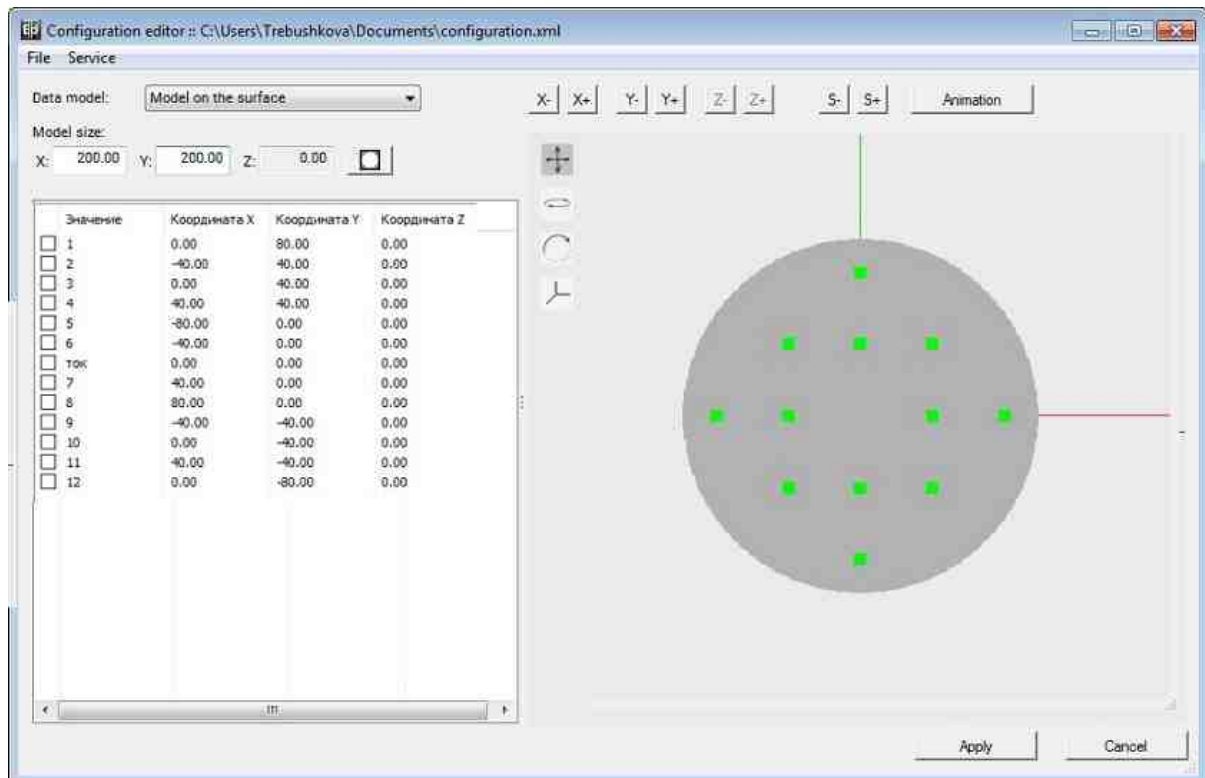 Configuration editor :: C:\Users\Trebushkova\Documents\configuration.xml
File Service
Data model: Model on the surface
X- X+ Y- Y+ Z- Z+ S- S+ Animation
Model size:
X: 200.00 Y: 200.00 Z: 0.00
Значение Координата X Координата Y Координата Z
1 0.00 80.00 0.00
2 -40.00 40.00 0.00
3 0.00 40.00 0.00
4 40.00 40.00 0.00
5 -80.00 0.00 0.00
6 -40.00 0.00 0.00
ток 0.00 0.00 0.00
7 40.00 0.00 0.00
8 80.00 0.00 0.00
9 -40.00 -40.00 0.00
10 0.00 -40.00 0.00
11 40.00 -40.00 0.00
12 0.00 -80.00 0.00
Apply Cancel